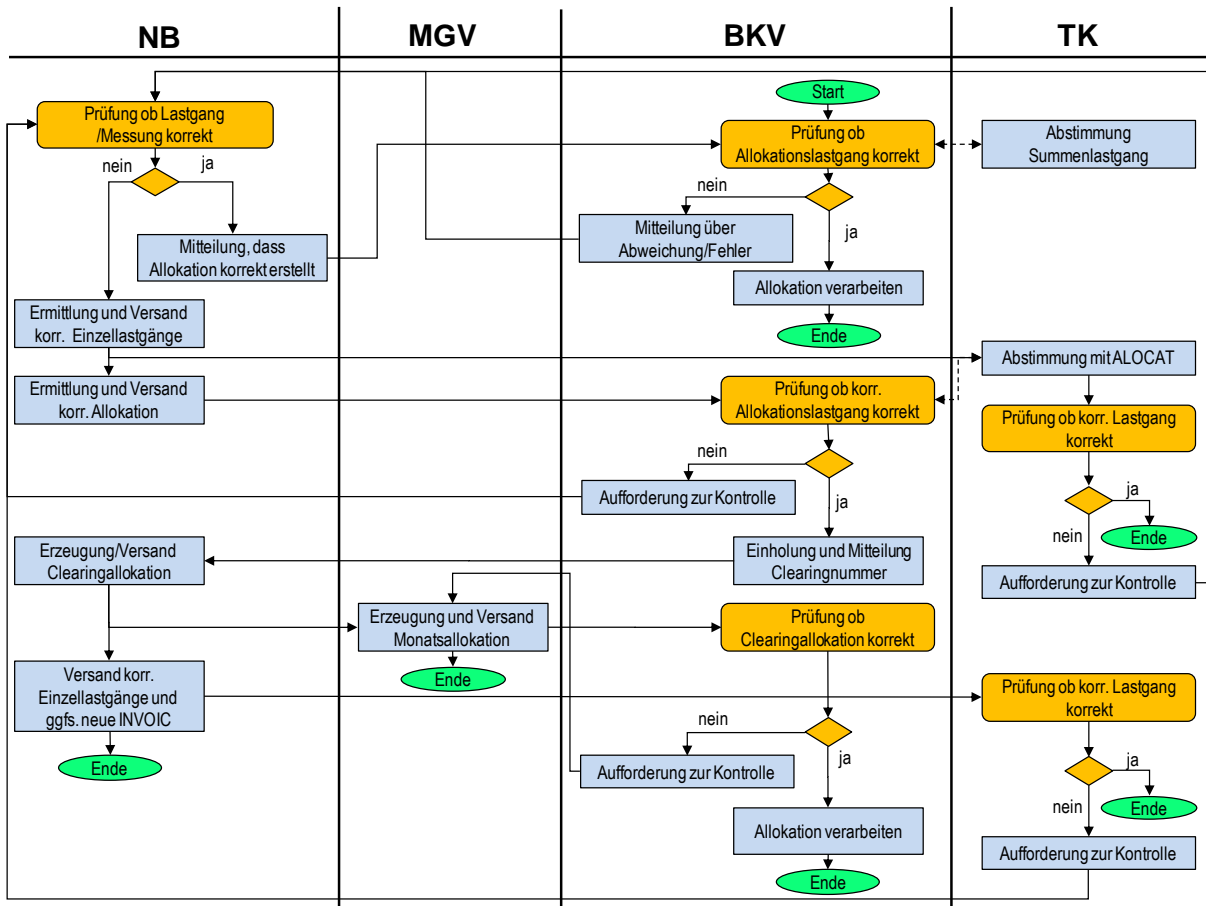 NB
MGV
BKV
TK
Start
Prüfung ob Lastgang
/Messung korrekt
Prüfung ob
Allokationslastgang korrekt
Abstimmung
Summenlastgang
nein
ja
nein
ja
Mitteilung, dass
Allokation korrekt erstellt
Mitteilung über
Abweichung/Fehler
Allokation verarbeiten
Ende
Ermittlung und Versand
korr. Einzellastgänge
Abstimmung mit ALOCAT
Ermittlung und Versand
korr. Allokation
Prüfung ob korr.
Allokationslastgang korrekt
Prüfung ob korr. Lastgang
korrekt
nein
ja
Aufforderung zur Kontrolle
ja
nein
Ende
Erzeugung/Versand
Clearingallokation
Einholung und Mitteilung
Clearingnummer
Aufforderung zur Kontrolle
Erzeugung und Versand
Monatsallokation
Ende
Prüfung ob
Clearingallokation korrekt
Versand korr.
Einzellastgänge und
ggfs. neue INVOIC
Ende
Prüfung ob korr. Lastgang
korrekt
nein
ja
Aufforderung zur Kontrolle
ja
nein
Ende
Allokation verarbeiten
Ende
Aufforderung zur Kontrolle